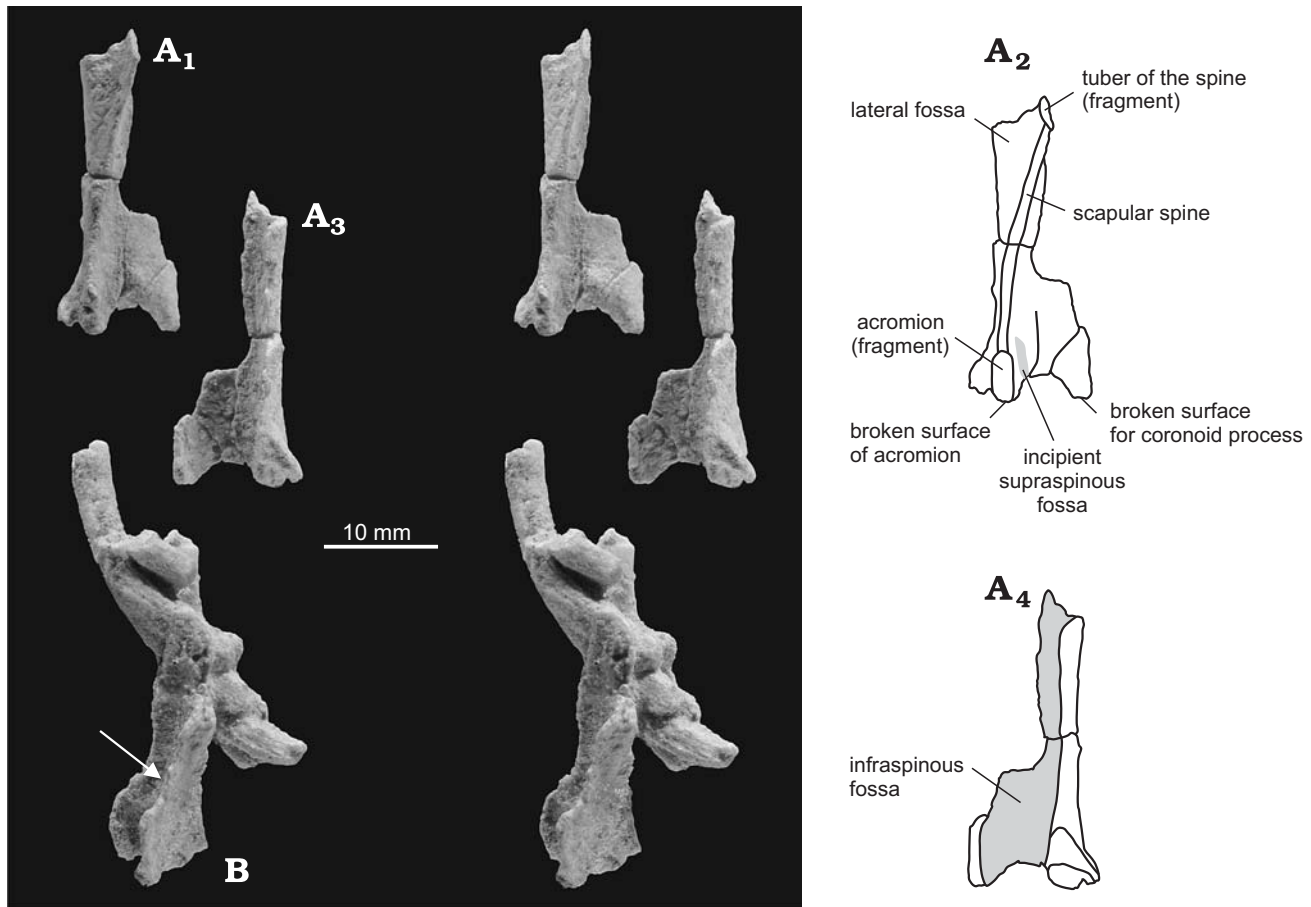 A1
A3
10 mm
B
A2
tuber of the spine
(fragment)
lateral fossa
scapular spine
acromion
(fragment)
broken surface
of acromion
incipient
supraspinous
fossa
broken surface
for coronoid process
A4
infraspinous
fossa